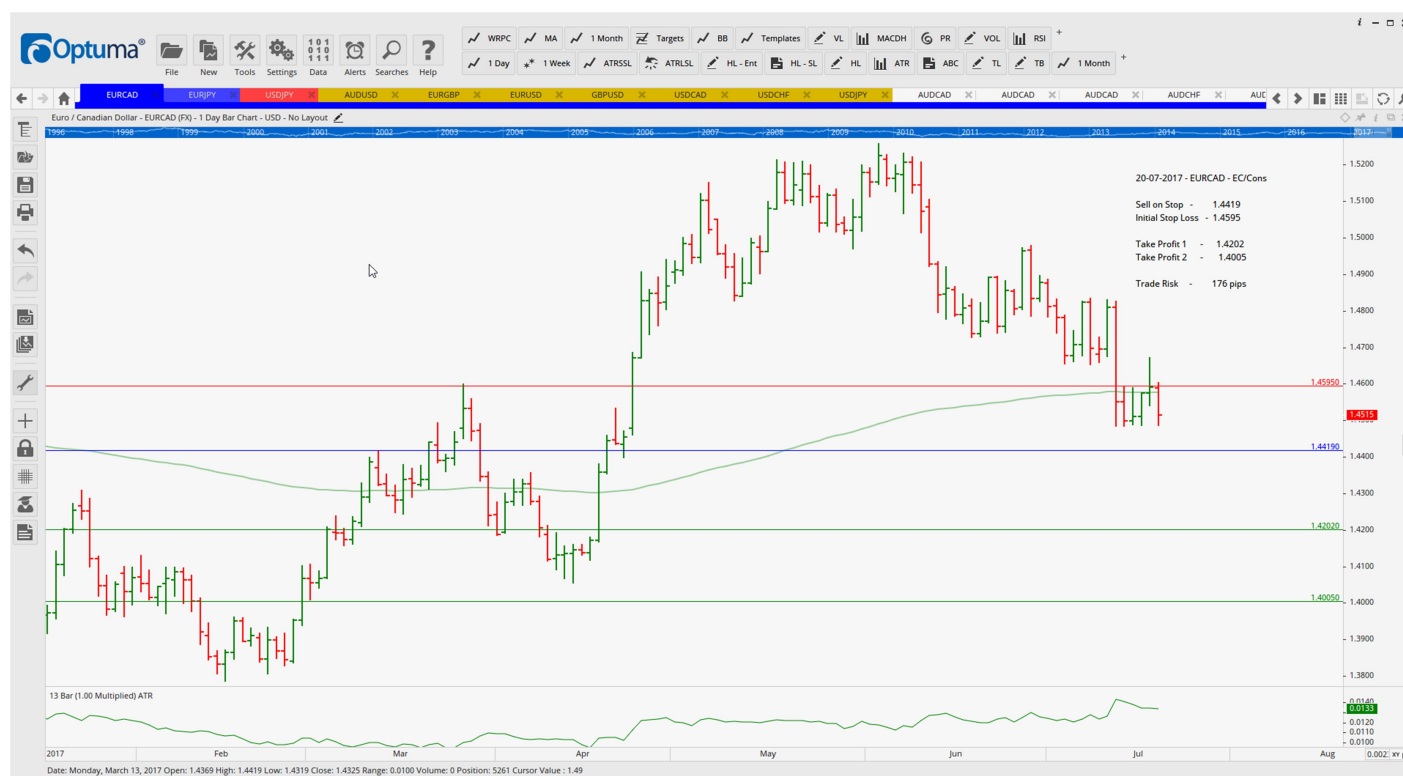 i
Optuma®
File
New
Tools
Settings
Data
Alerts
Searches
Help
WRPC MA 1 Month Targets BB Templates VL MACDH PR VOL RSI +
1 Day 1 Week ATRSSL ATRLSL HL - Ent HL - SL HL ATR ABC TL TB 1 Month +
EURCAD EURJPY USDJPY AUDUSD EURGBP EURUSD GBPUSD USDCAD USDCHF USDJPY AUDCAD AUDCAD AUDCAD AUDCHF
Euro / Canadian Dollar - EURCAD (FX) - 1 Day Bar Chart - USD - No Layout
1996 1998 1999 2000 2001 2002 2003 2004 2005 2006 2007 2008 2009 2010 2011 2012 2013 2014 2015 2016 2017
20-07-2017 - EURCAD - EC/Cons
Sell on Stop - 1.4419
Initial Stop Loss - 1.4595
Take Profit 1 - 1.4202
Take Profit 2 - 1.4005
Trade Risk - 176 pips
1.5200
1.5100
1.5000
1.4900
1.4800
1.4700
1.4600
1.45950
1.4515
1.44190
1.4400
1.4300
1.42020
1.4200
1.4100
1.40050
1.4000
1.3900
1.3800
13 Bar (1.00 Multiplied) ATR
0.0140
0.0133
0.0120
0.0110
0.0100
2017 Feb Mar Apr May Jun Jul Aug 0.002 XY
Date: Monday, March 13, 2017 Open: 1.4369 High: 1.4419 Low: 1.4319 Close: 1.4325 Range: 0.0100 Volume: 0 Position: 5261 Cursor Value : 1.49